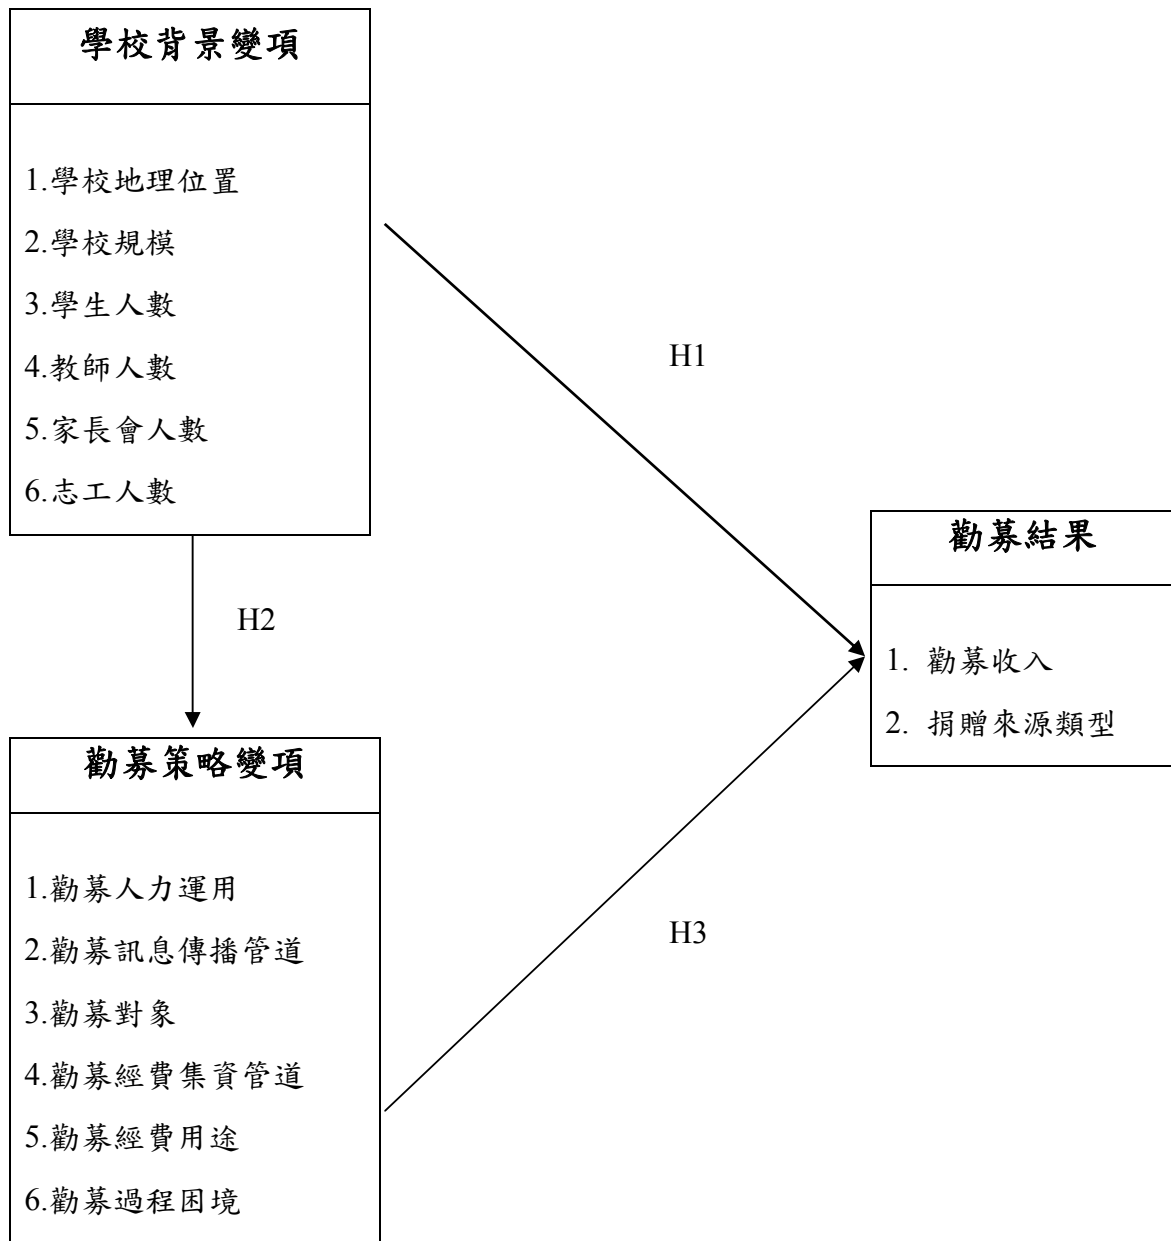 學校背景變項
1.學校地理位置
2.學校規模
3.學生人數
4.教師人數
5.家長會人數
6.志工人數
H1
H2
勸募結果
1. 勸募收入
2. 捐贈來源類型
勸募策略變項
1.勸募人力運用
2.勸募訊息傳播管道
3.勸募對象
4.勸募經費集資管道
5.勸募經費用途
6.勸募過程困境
H3